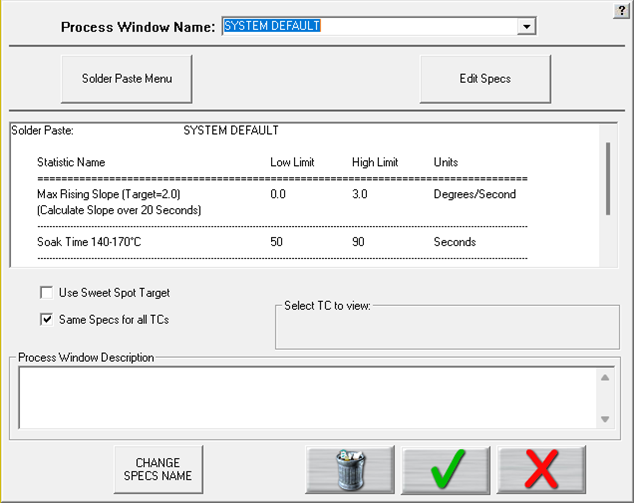 ?
Process Window Name: SYSTEM DEFAULT
Solder Paste Menu Edit Specs
Solder Paste: SYSTEM DEFAULT
Statistic Name Low Limit High Limit Units
Max Rising Slope (Target=2.0) 0.0 3.0 Degrees/Second
(Calculate Slope over 20 Seconds)
Soak Time 140-170°C 50 90 Seconds
Use Sweet Spot Target
Select TC to view:
Same Specs for all TCs
Process Window Description
CHANGE
SPECS NAME